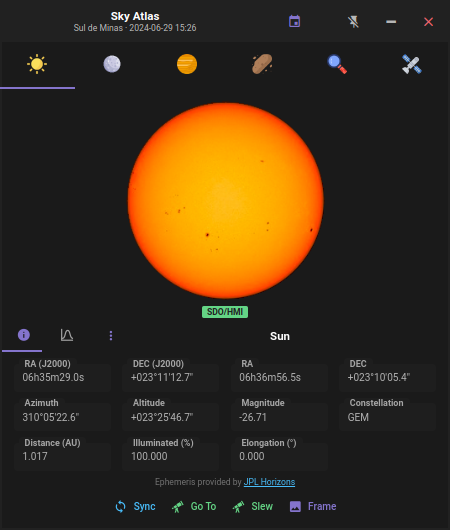 Sky Atlas
Sul de Minas · 2024-06-29 15:26
SDO/HMI
Sun
RA (J2000) DEC (J2000) RA DEC
06h35m29.0s +023°11'12.7" 06h36m56.5s +023°10'05.4"
Azimuth Altitude Magnitude Constellation
310°05'22.6" +023°25'46.7" -26.71 GEM
Distance (AU) Illuminated (%) Elongation (°)
1.017 100.000 0.000
Ephemeris provided by JPL Horizons
Sync Go To Slew Frame